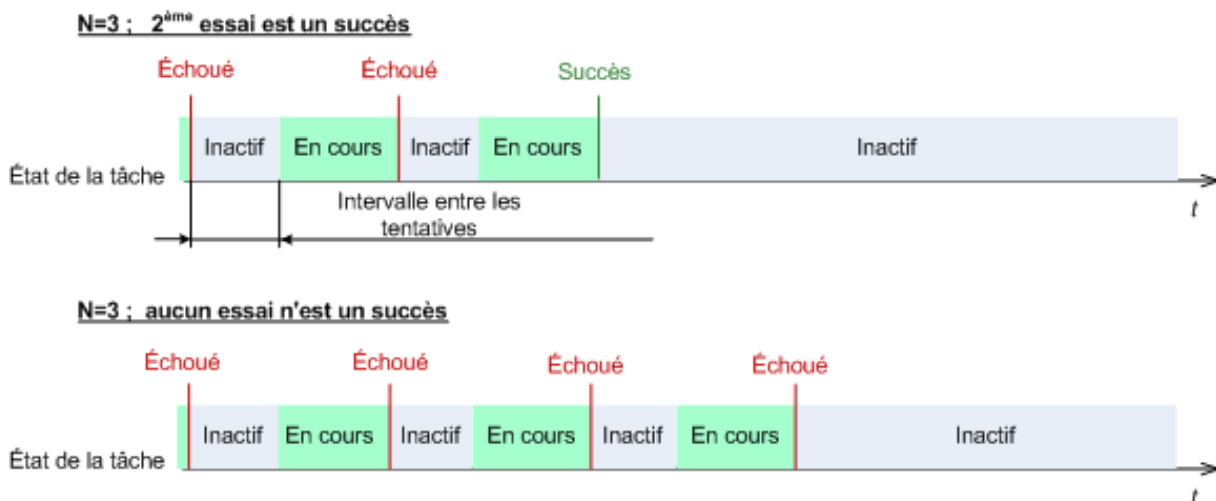 N=3 ; 2ème essai est un succès
Échoué Échoué Succès
Inactif En cours Inactif En cours Inactif
État de la tâche
Intervalle entre les
tentatives
t
N=3 ; aucun essai n'est un succès
Échoué Échoué Échoué Échoué
Inactif En cours Inactif En cours Inactif En cours Inactif
État de la tâche
t